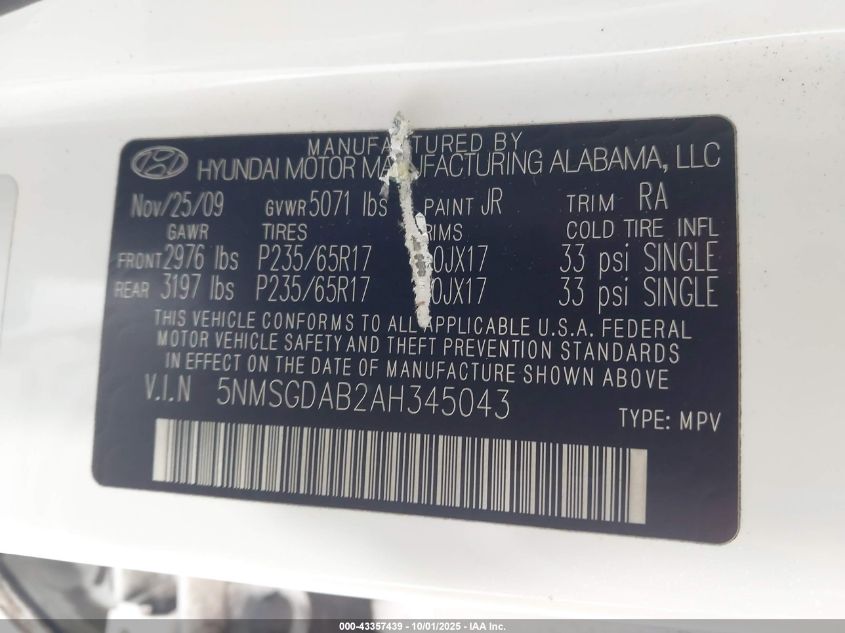 MANUFACTURED BY
HYUNDAI MOTOR MANUFACTURING ALABAMA, LLC
Nov/25/09 GVWR 5071 lbs PAINT JR TRIM RA
GAWR TIRES RIMS COLD TIRE INFL
FRONT 2976 lbs P235/65R17 0JX17 33 psi SINGLE
REAR 3197 lbs P235/65R17 0JX17 33 psi SINGLE
THIS VEHICLE CONFORMS TO ALL APPLICABLE U.S.A. FEDERAL
MOTOR VEHICLE SAFETY AND THEFT PREVENTION STANDARDS
IN EFFECT ON THE DATE OF MANUFACTURE SHOWN ABOVE
V.I.N 5NMSGDAB2AH345043
TYPE: MPV
000-43357439 - 10/01/2025 - IAA Inc.